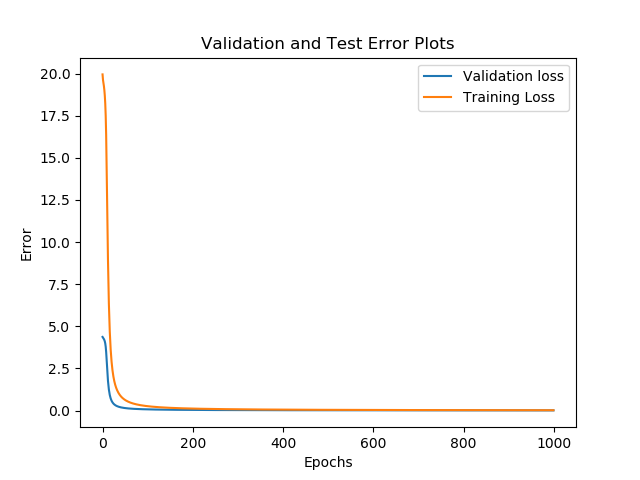 Validation and Test Error Plots
Validation loss
Training Loss
20.0
17.5
15.0
12.5
10.0
7.5
5.0
2.5
0.0
Error
0 200 400 600 800 1000
Epochs